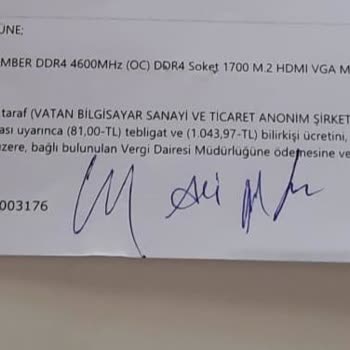 ÜNE;
MBER DDR4 4600MHz (OC) DDR4 Soket 1700 M.2 HDMI VGA M
taraf (VATAN BİLGİSAYAR SANAYİ VE TİCARET ANONİM ŞİRKET
ası uyarınca (81,00-TL) tebligat ve (1.043,97-TL) bilirkişi ücretini,
üzere, bağlı bulunulan Vergi Dairesi Müdürlüğüne ödemesine ve
003176